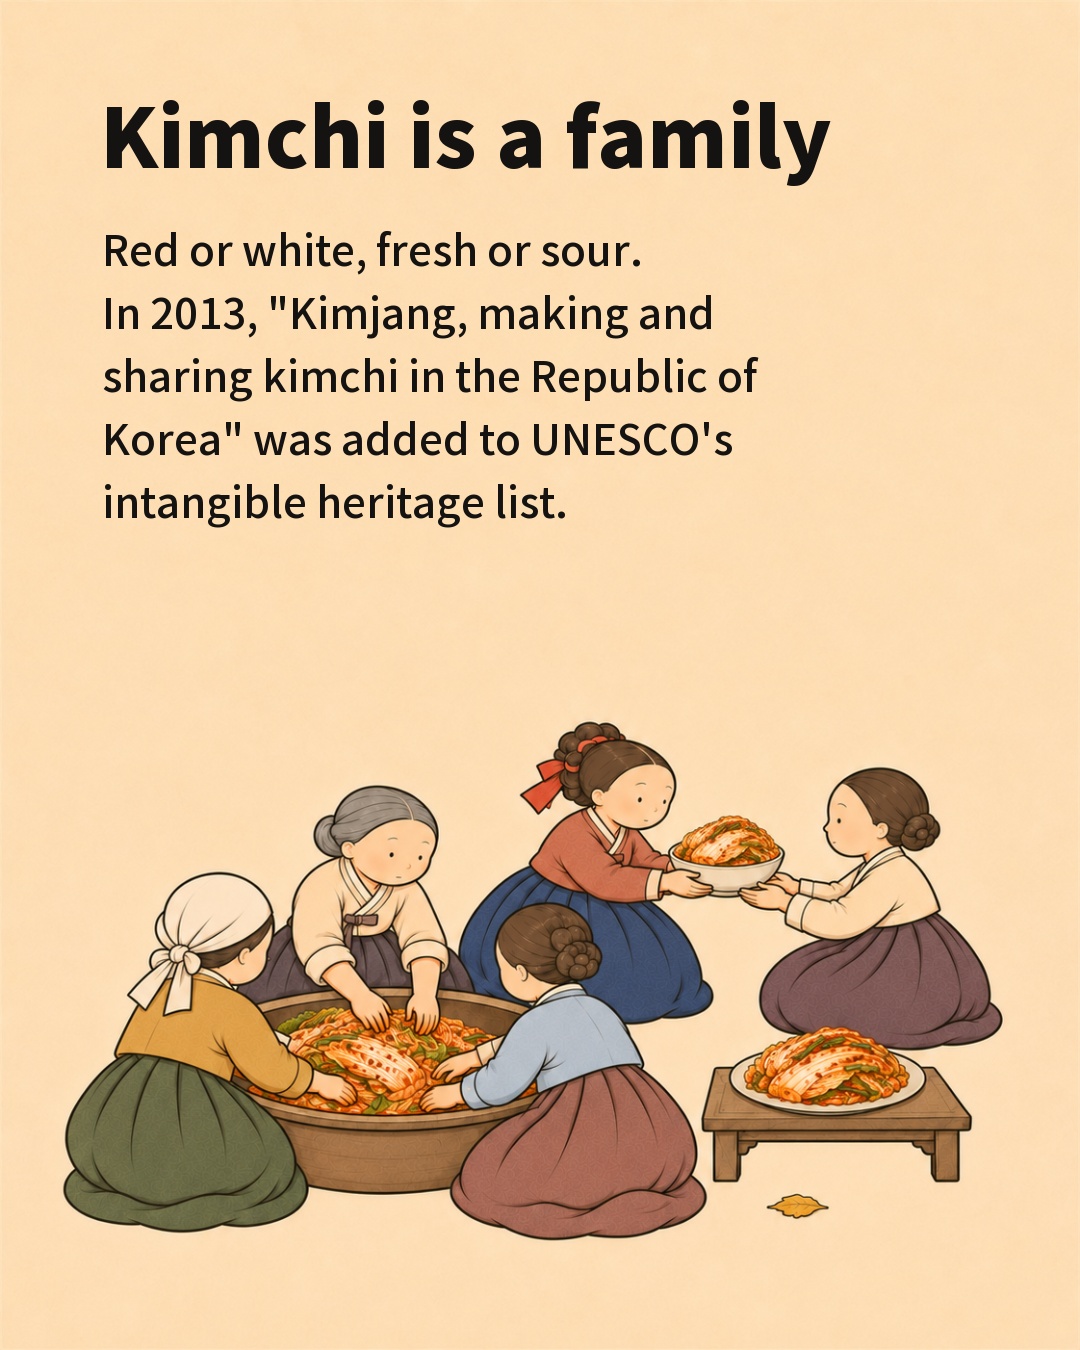 Kimchi is a family
Red or white, fresh or sour.
In 2013, "Kimjang, making and
sharing kimchi in the Republic of
Korea" was added to UNESCO's
intangible heritage list.